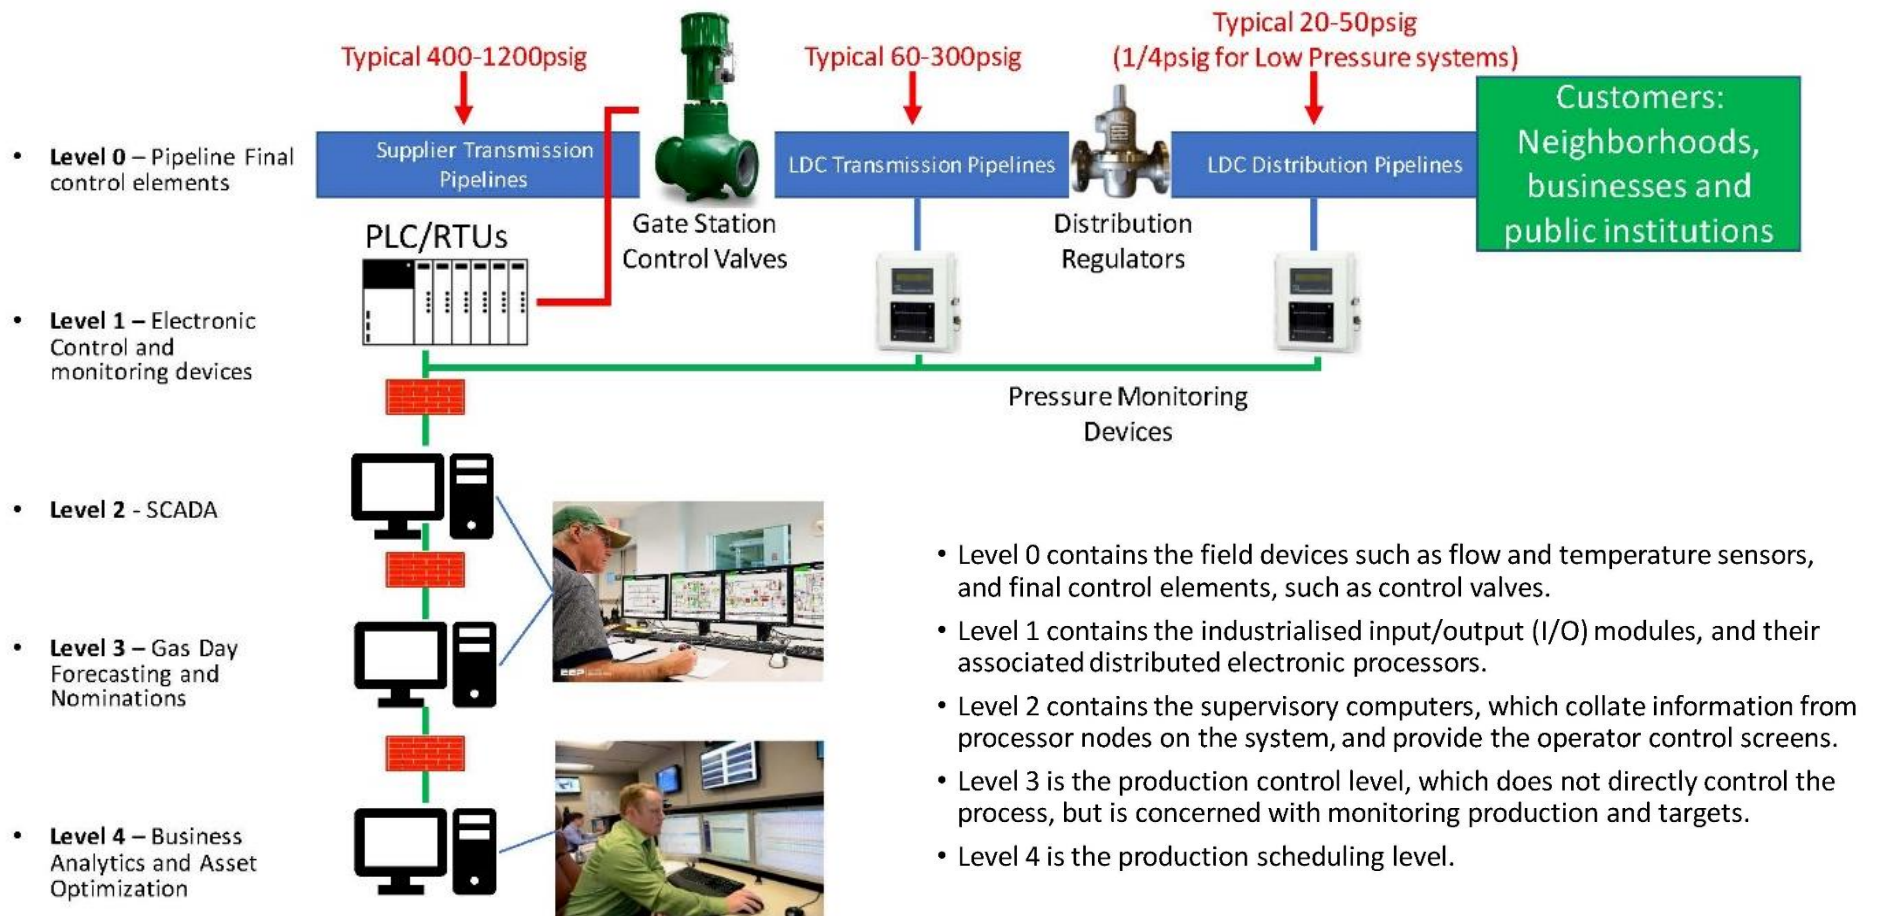 Typical 400-1200psig
Typical 60-300psig
Typical 20-50psig
(1/4psig for Low Pressure systems)
• Level 0 – Pipeline Final
control elements
Supplier Transmission
Pipelines
LDC Transmission Pipelines
LDC Distribution Pipelines
Customers:
Neighborhoods,
businesses and
public institutions
PLC/RTUs
Gate Station
Control Valves
Distribution
Regulators
• Level 1 – Electronic
Control and
monitoring devices
Pressure Monitoring
Devices
• Level 2 - SCADA
• Level 3 – Gas Day
Forecasting and
Nominations
EEP
• Level 4 – Business
Analytics and Asset
Optimization
• Level 0 contains the field devices such as flow and temperature sensors,
and final control elements, such as control valves.
• Level 1 contains the industrialised input/output (I/O) modules, and their
associated distributed electronic processors.
• Level 2 contains the supervisory computers, which collate information from
processor nodes on the system, and provide the operator control screens.
• Level 3 is the production control level, which does not directly control the
process, but is concerned with monitoring production and targets.
• Level 4 is the production scheduling level.